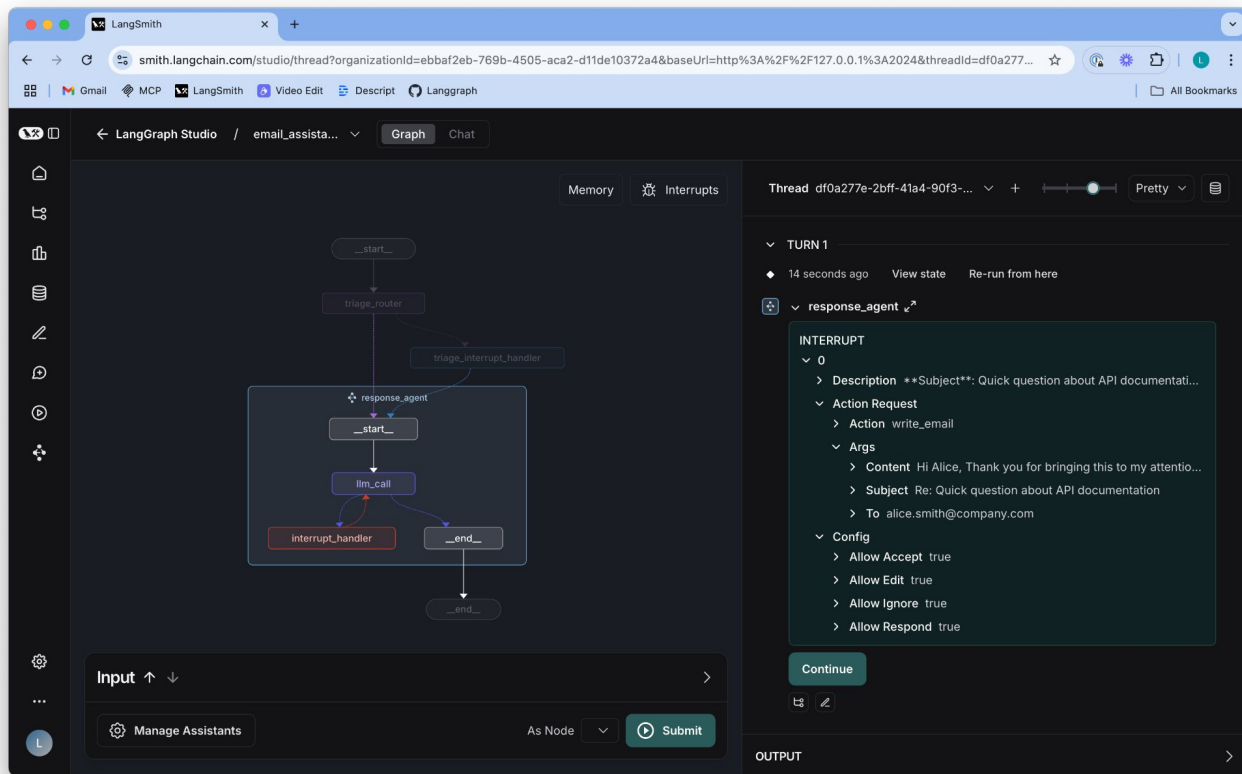 LangSmith
smith.langchain.com/studio/thread?organizationId=ebbaf2eb-769b-4505-aca2-d11de10372a4&baseUrl=http%3A%2F%2F127.0.0.1%3A2024&threadId=df0a277...
L
Gmail MCP LangSmith Video Edit Descript Langgraph All Bookmarks
LangGraph Studio / email_assista... Graph Chat
Memory Interrupts
__start__
triage_router
triage_interrupt_handler
response_agent
__start__
llm_call
interrupt_handler
__end__
__end__
Input
Manage Assistants As Node Submit
L
Thread df0a277e-2bff-41a4-90f3-... + Pretty
TURN 1
14 seconds ago View state Re-run from here
response_agent
INTERRUPT
0
Description **Subject**: Quick question about API documentati...
Action Request
Action write_email
Args
Content Hi Alice, Thank you for bringing this to my attentio...
Subject Re: Quick question about API documentation
To alice.smith@company.com
Config
Allow Accept true
Allow Edit true
Allow Ignore true
Allow Respond true
Continue
OUTPUT